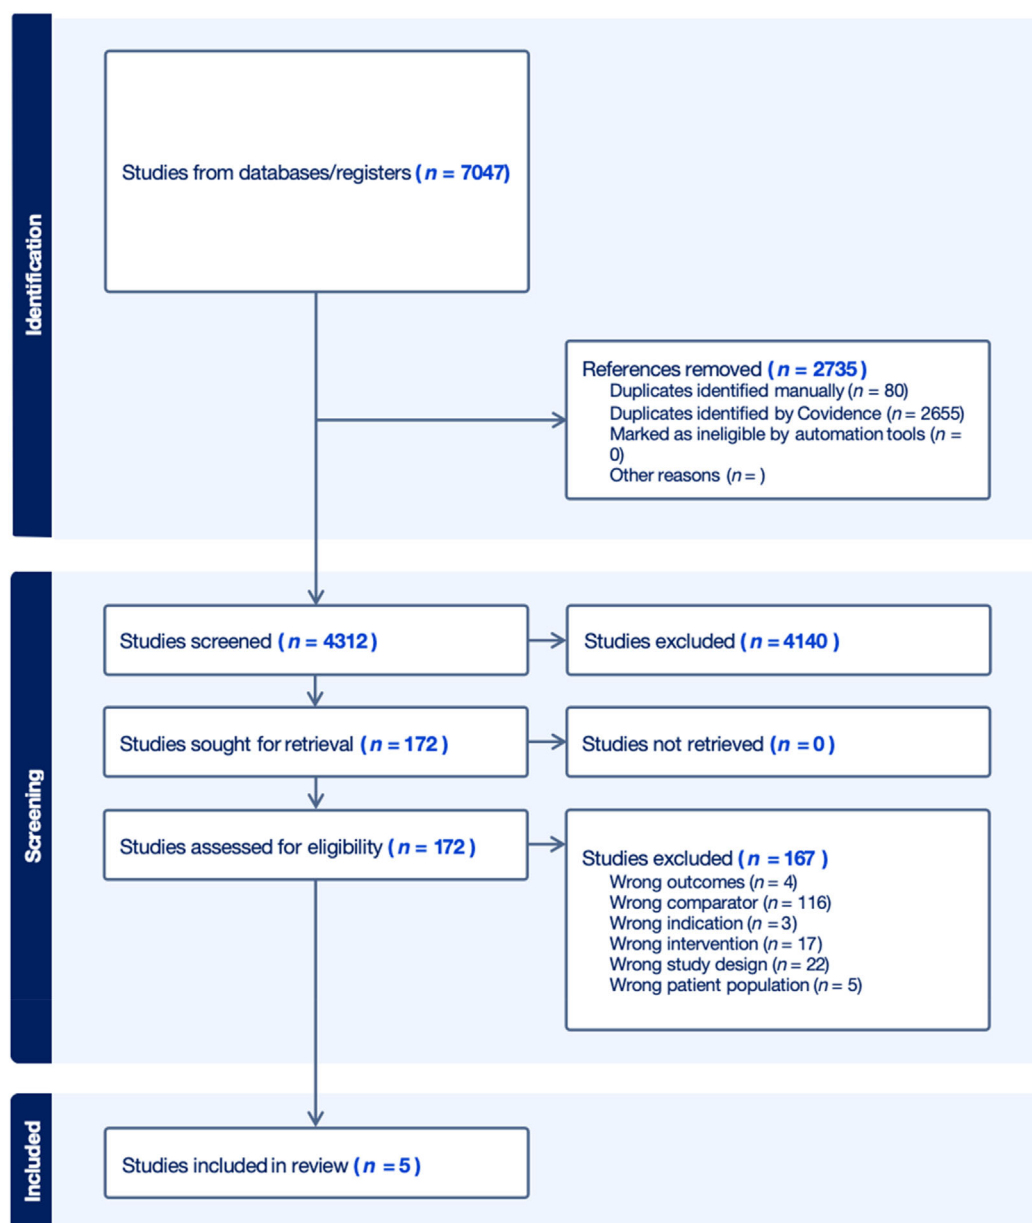 Identification
Studies from databases/registers (n = 7047)
References removed (n = 2735)
Duplicates identified manually (n = 80)
Duplicates identified by Covidence (n = 2655)
Marked as ineligible by automation tools (n =
0)
Other reasons (n = )
Screening
Studies screened (n = 4312)
Studies excluded (n = 4140)
Studies sought for retrieval (n = 172)
Studies not retrieved (n = 0)
Studies assessed for eligibility (n = 172)
Studies excluded (n = 167)
Wrong outcomes (n = 4)
Wrong comparator (n = 116)
Wrong indication (n = 3)
Wrong intervention (n = 17)
Wrong study design (n = 22)
Wrong patient population (n = 5)
Included
Studies included in review (n = 5)